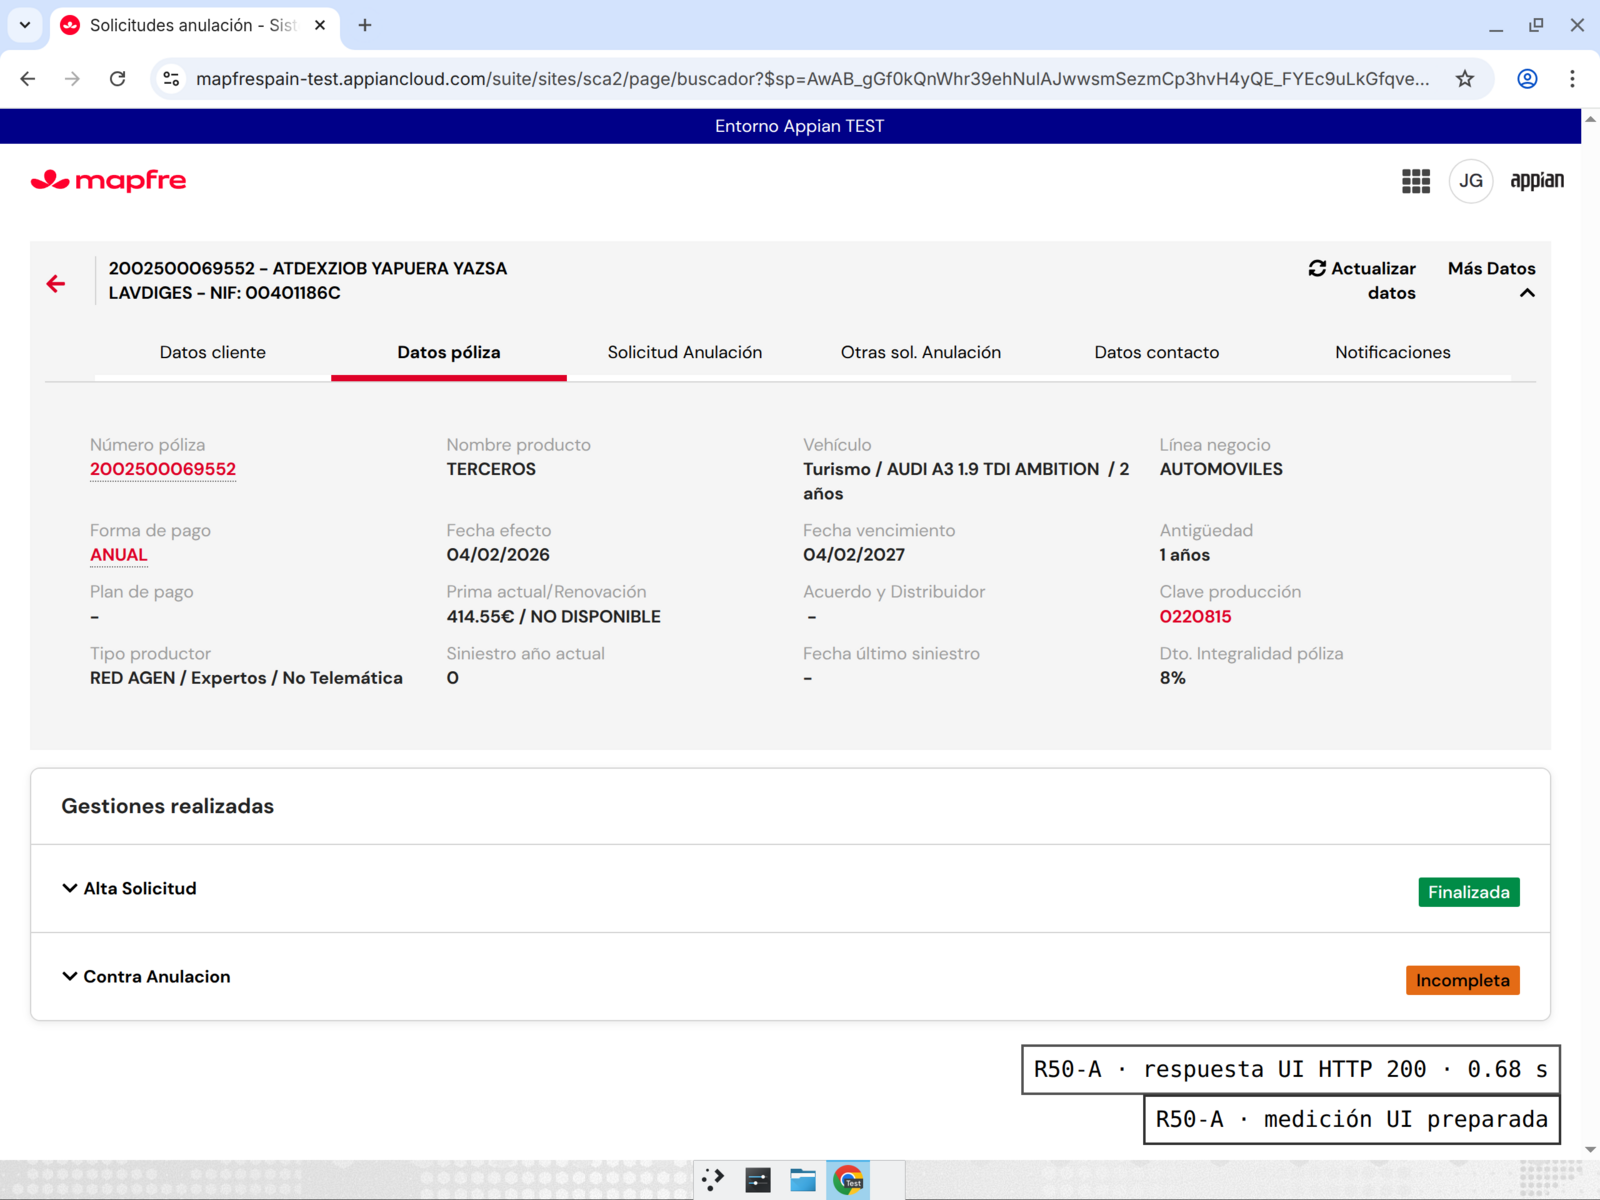 Solicitudes anulación - Sist
mapfrespain-test.appiancloud.com/suite/sites/sca2/page/buscador?$sp=AwAB_gGf0kQnWhr39ehNulAJwwsmSezmCp3hvH4yQE_FYEc9uLkGfqve...
Entorno Appian TEST
mapfre
JG
appian
2002500069552 - ATDEXZIOB YAPUERA YAZSA
LAVDIGES - NIF: 00401186C
Actualizar
datos
Más Datos
Datos cliente
Datos póliza
Solicitud Anulación
Otras sol. Anulación
Datos contacto
Notificaciones
Número póliza
2002500069552
Nombre producto
TERCEROS
Vehículo
Turismo / AUDI A3 1.9 TDI AMBITION / 2
años
Línea negocio
AUTOMOVILES
Forma de pago
ANUAL
Fecha efecto
04/02/2026
Fecha vencimiento
04/02/2027
Antigüedad
1 años
Plan de pago
-
Prima actual/Renovación
414.55€ / NO DISPONIBLE
Acuerdo y Distribuidor
-
Clave producción
0220815
Tipo productor
RED AGEN / Expertos / No Telemática
Siniestro año actual
0
Fecha último siniestro
-
Dto. Integralidad póliza
8%
Gestiones realizadas
Alta Solicitud
Finalizada
Contra Anulacion
Incompleta
R50-A · respuesta UI HTTP 200 · 0.68 s
R50-A · medición UI preparada
Test